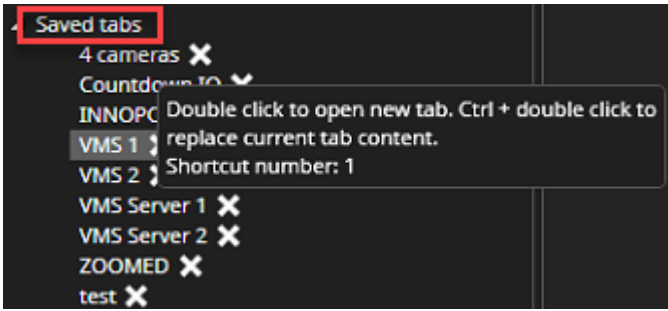 Saved tabs
4 cameras
Countdown IO
INNOPO
Double click to open new tab. Ctrl + double click to
replace current tab content.
Shortcut number: 1
VMS 1
VMS 2
VMS Server 1
VMS Server 2
ZOOMED
test